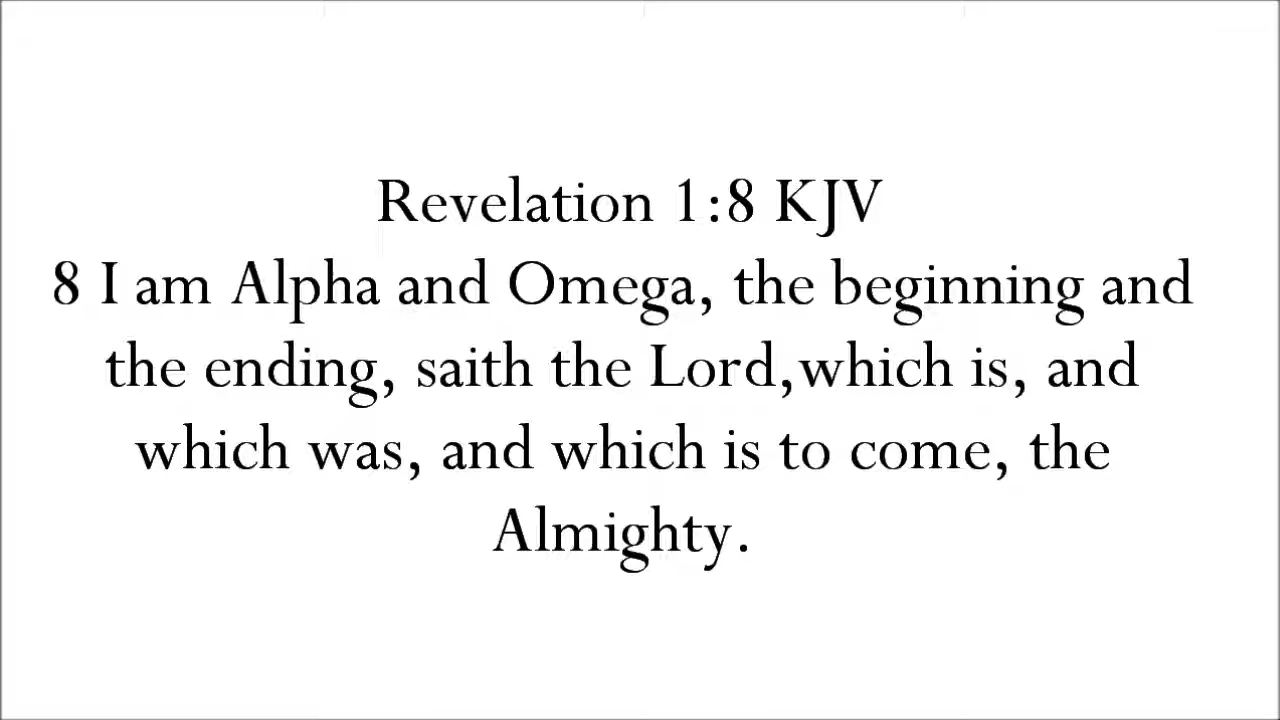 Revelation 1:8 KJV
8 I am Alpha and Omega, the beginning and
the ending, saith the Lord,which is, and
which was, and which is to come, the
Almighty.